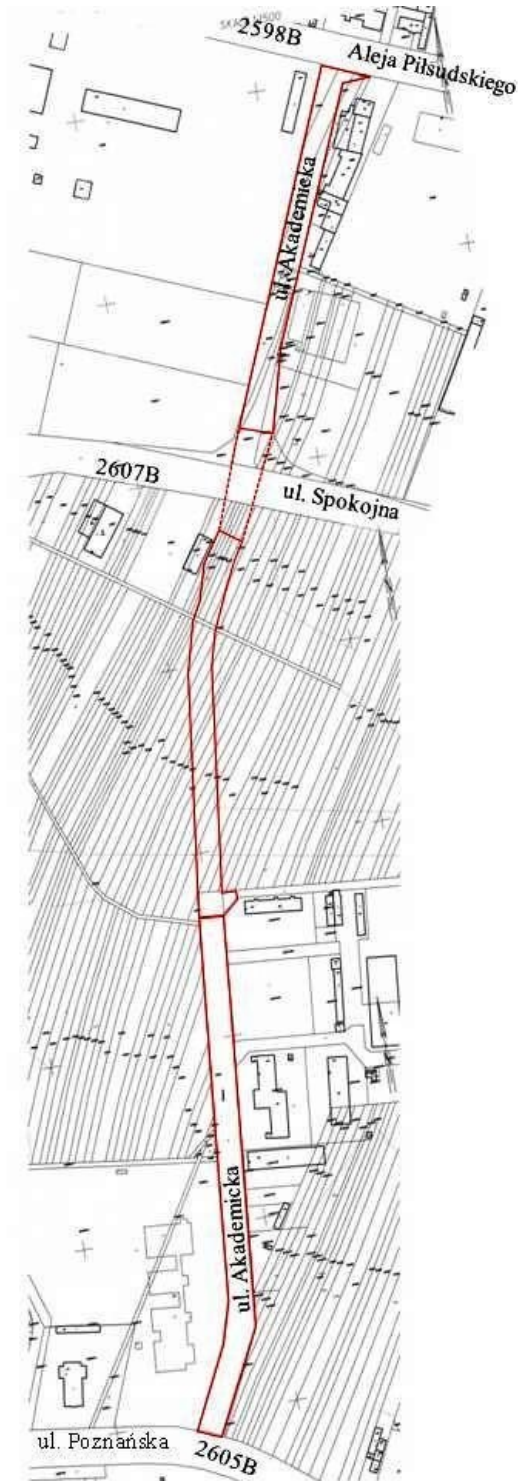 2598B
Aleja Piłsudskiego
ul. Akademicka
2607B
ul. Spokojna
ul. Akademicka
ul. Poznańska
2605B